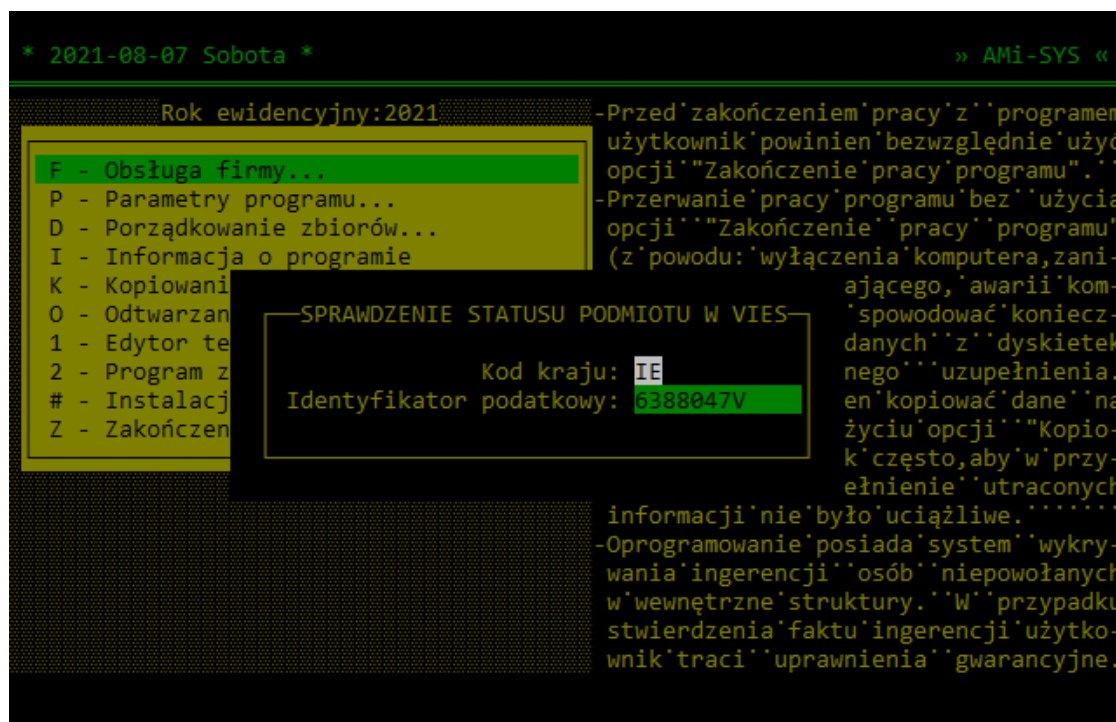 * 2021-08-07 Sobota *
» AMi-SYS «
Rok ewidencyjny:2021
F - Obsługa firmy...
P - Parametry programu...
D - Porządkowanie zbiorów...
I - Informacja o programie
K - Kopiowani
O - Odtwarzan
1 - Edytor te
2 - Program z
# - Instalacj
Z - Zakończen
SPRAWDZENIE STATUSU PODMIOTU W VIES
Kod kraju: IE
Identyfikator podatkowy: 6388047V
-Przed zakończeniem pracy z programem
użytkownik powinien bezwzględnie użyć
opcji "Zakończenie pracy programu".
-Przerwanie pracy programu bez użycia
opcji "Zakończenie pracy programu"
(z powodu: wyłączenia komputera,zani-
ającego, awarii kom-
spowodować koniecz-
danych z dyskietek
nego uzupełnienia.
en kopiować dane na
życiu opcji "Kopio-
k często,aby w przy-
ełnienie utraconych
informacji nie było uciążliwe.
-Oprogramowanie posiada system wykry-
wania ingerencji osób niepowołanych
w wewnętrzne struktury. W przypadku
stwierdzenia faktu ingerencji użytko-
wnik traci uprawnienia gwarancyjne.